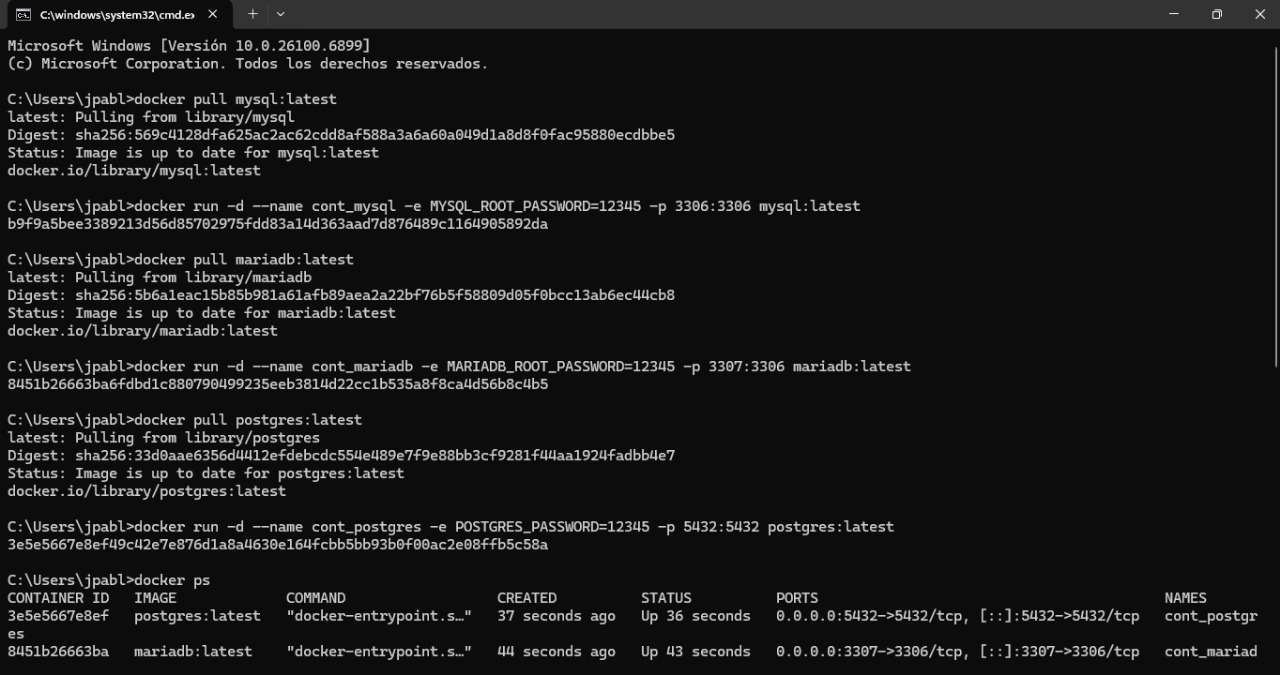 C:\windows\system32\cmd.ex
Microsoft Windows [Versión 10.0.26100.6899]
(c) Microsoft Corporation. Todos los derechos reservados.
C:\Users\jpabl>docker pull mysql:latest
latest: Pulling from library/mysql
Digest: sha256:569c4128dfa625ac2ac62cdd8af588a3a6a60a049d1a8d8f0fac95880ecdbbe5
Status: Image is up to date for mysql:latest
docker.io/library/mysql:latest
C:\Users\jpabl>docker run -d --name cont_mysql -e MYSQL_ROOT_PASSWORD=12345 -p 3306:3306 mysql:latest
b9f9a5bee3389213d56d85702975fdd83a14d363aad7d876489c1164905892da
C:\Users\jpabl>docker pull mariadb:latest
latest: Pulling from library/mariadb
Digest: sha256:5b6a1eac15b85b981a61afb89aea2a22bf76b5f58809d05f0bcc13ab6ec44cb8
Status: Image is up to date for mariadb:latest
docker.io/library/mariadb:latest
C:\Users\jpabl>docker run -d --name cont_mariadb -e MARIADB_ROOT_PASSWORD=12345 -p 3307:3306 mariadb:latest
8451b26663ba6fdbd1c880790499235eeb3814d22cc1b535a8f8ca4d56b8c4b5
C:\Users\jpabl>docker pull postgres:latest
latest: Pulling from library/postgres
Digest: sha256:33d0aae6356d4412efdebcdc554e489e7f9e88bb3cf9281f44aa1924fadbb4e7
Status: Image is up to date for postgres:latest
docker.io/library/postgres:latest
C:\Users\jpabl>docker run -d --name cont_postgres -e POSTGRES_PASSWORD=12345 -p 5432:5432 postgres:latest
3e5e5667e8ef49c42e7e876d1a8a4630e164fcbb5bb93b0f00ac2e08ffb5c58a
C:\Users\jpabl>docker ps
CONTAINER ID   IMAGE             COMMAND                  CREATED          STATUS          PORTS                                         NAMES
3e5e5667e8ef   postgres:latest   "docker-entrypoint.s…"   37 seconds ago   Up 36 seconds   0.0.0.0:5432->5432/tcp, [::]:5432->5432/tcp   cont_postgr
es
8451b26663ba   mariadb:latest    "docker-entrypoint.s…"   44 seconds ago   Up 43 seconds   0.0.0.0:3307->3306/tcp, [::]:3307->3306/tcp   cont_mariad